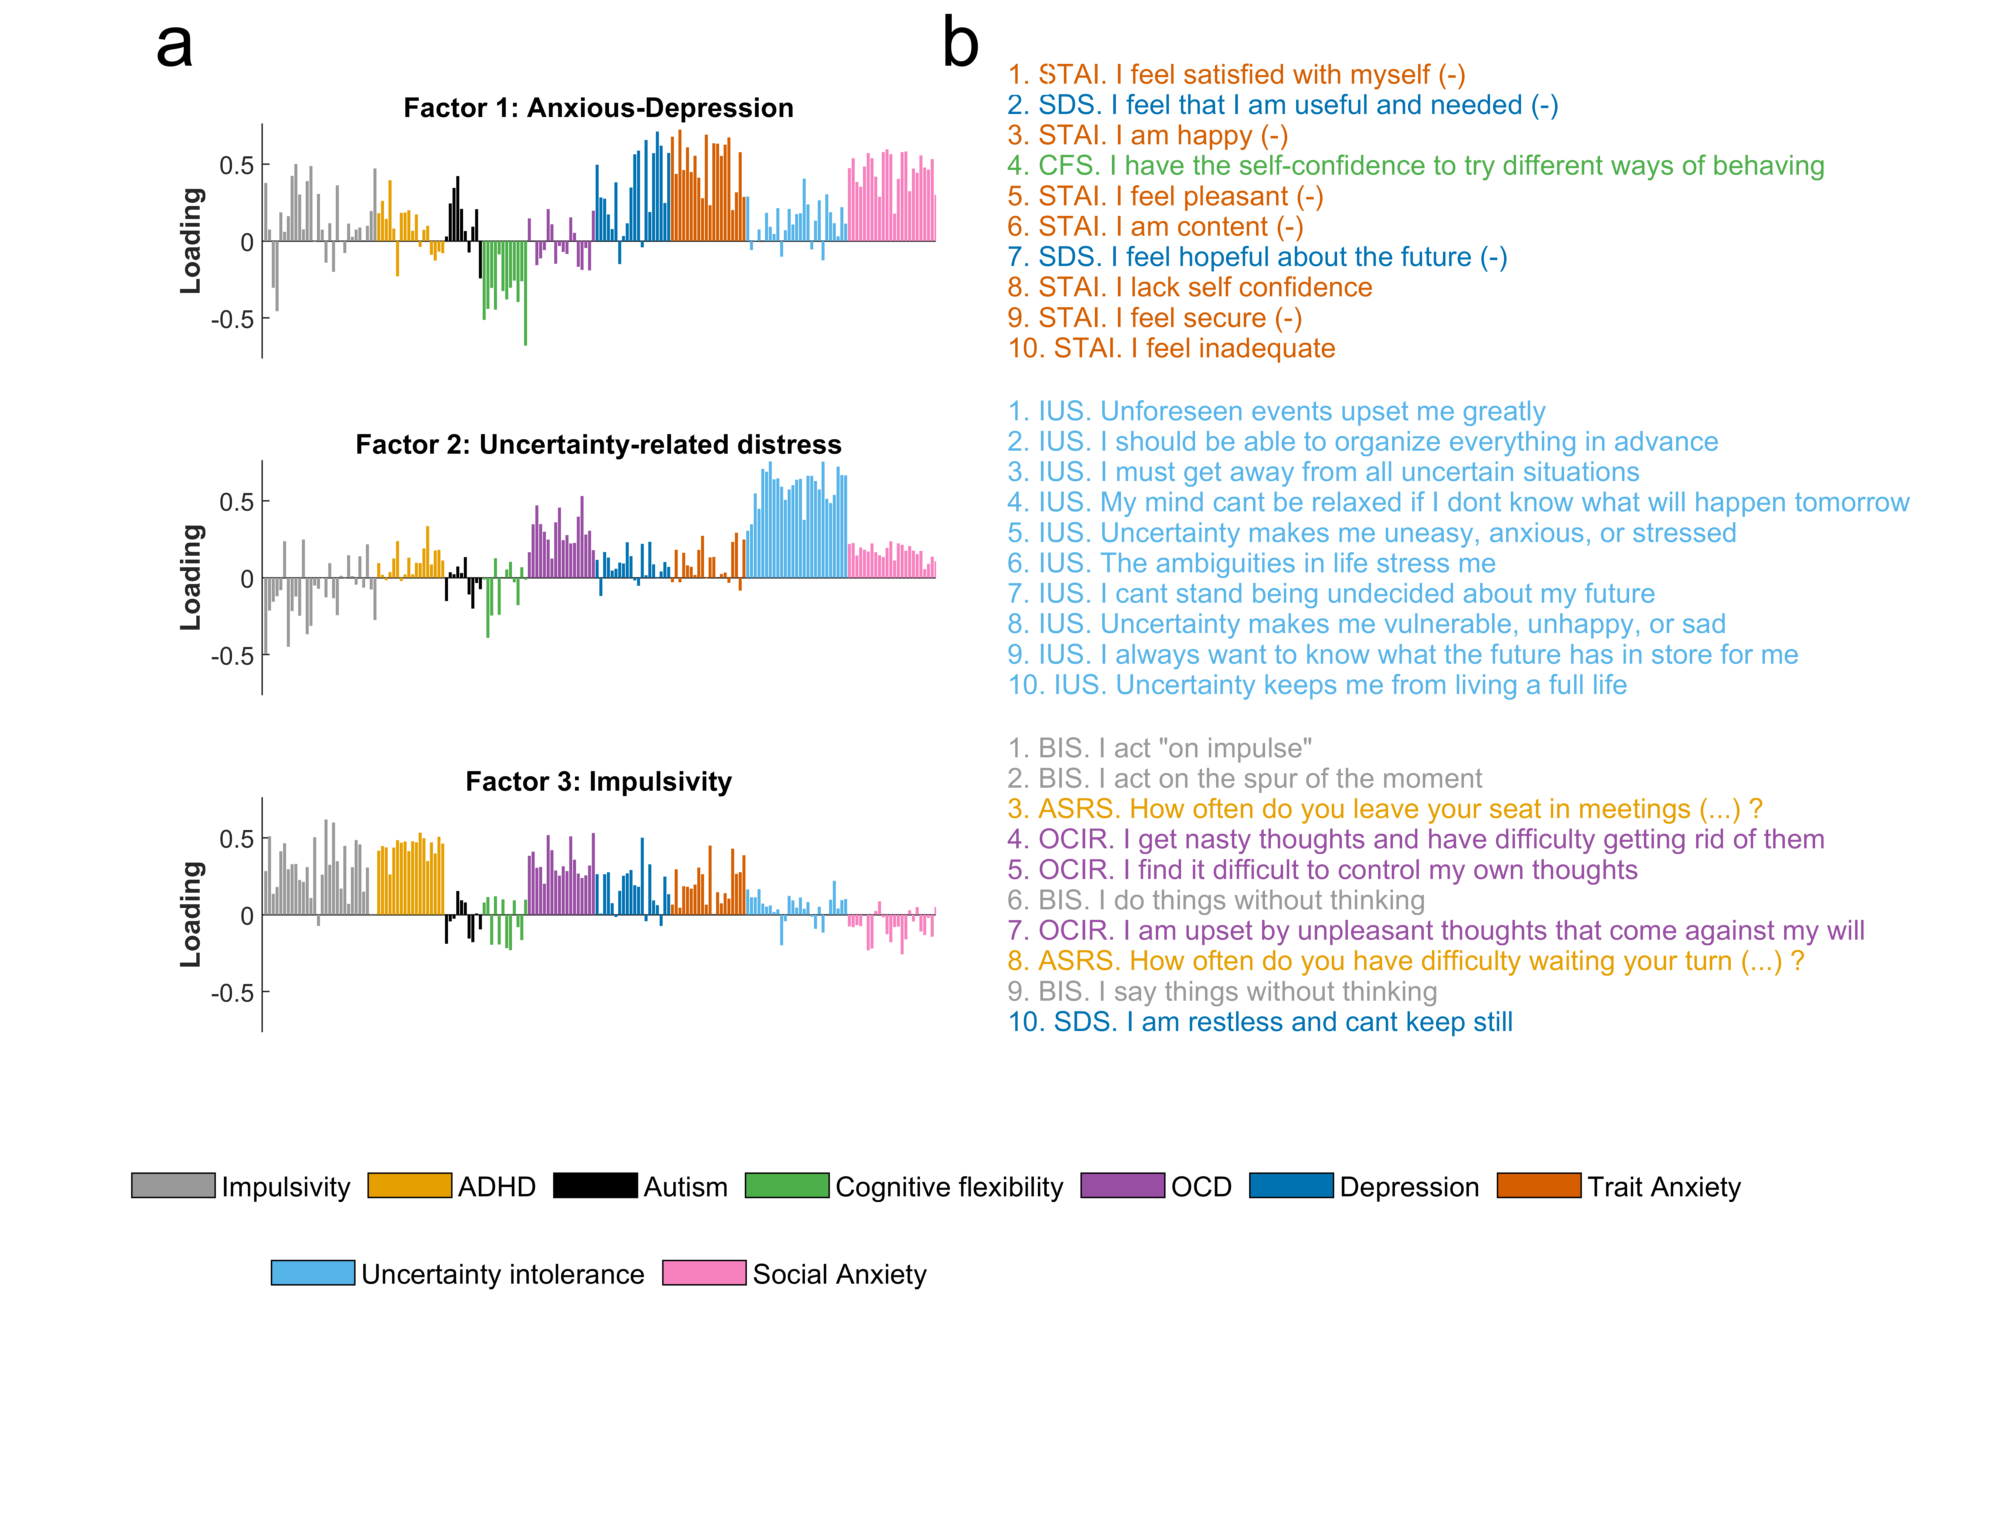 a
b
Factor 1: Anxious-Depression
0.5
0
-0.5
Loading
1. STAI. I feel satisfied with myself (-)
2. SDS. I feel that I am useful and needed (-)
3. STAI. I am happy (-)
4. CFS. I have the self-confidence to try different ways of behaving
5. STAI. I feel pleasant (-)
6. STAI. I am content (-)
7. SDS. I feel hopeful about the future (-)
8. STAI. I lack self confidence
9. STAI. I feel secure (-)
10. STAI. I feel inadequate
Factor 2: Uncertainty-related distress
0.5
0
-0.5
Loading
1. IUS. Unforeseen events upset me greatly
2. IUS. I should be able to organize everything in advance
3. IUS. I must get away from all uncertain situations
4. IUS. My mind cant be relaxed if I dont know what will happen tomorrow
5. IUS. Uncertainty makes me uneasy, anxious, or stressed
6. IUS. The ambiguities in life stress me
7. IUS. I cant stand being undecided about my future
8. IUS. Uncertainty makes me vulnerable, unhappy, or sad
9. IUS. I always want to know what the future has in store for me
10. IUS. Uncertainty keeps me from living a full life
Factor 3: Impulsivity
0.5
0
-0.5
Loading
1. BIS. I act "on impulse"
2. BIS. I act on the spur of the moment
3. ASRS. How often do you leave your seat in meetings (...) ?
4. OCIR. I get nasty thoughts and have difficulty getting rid of them
5. OCIR. I find it difficult to control my own thoughts
6. BIS. I do things without thinking
7. OCIR. I am upset by unpleasant thoughts that come against my will
8. ASRS. How often do you have difficulty waiting your turn (...) ?
9. BIS. I say things without thinking
10. SDS. I am restless and cant keep still
Impulsivity
ADHD
Autism
Cognitive flexibility
OCD
Depression
Trait Anxiety
Uncertainty intolerance
Social Anxiety